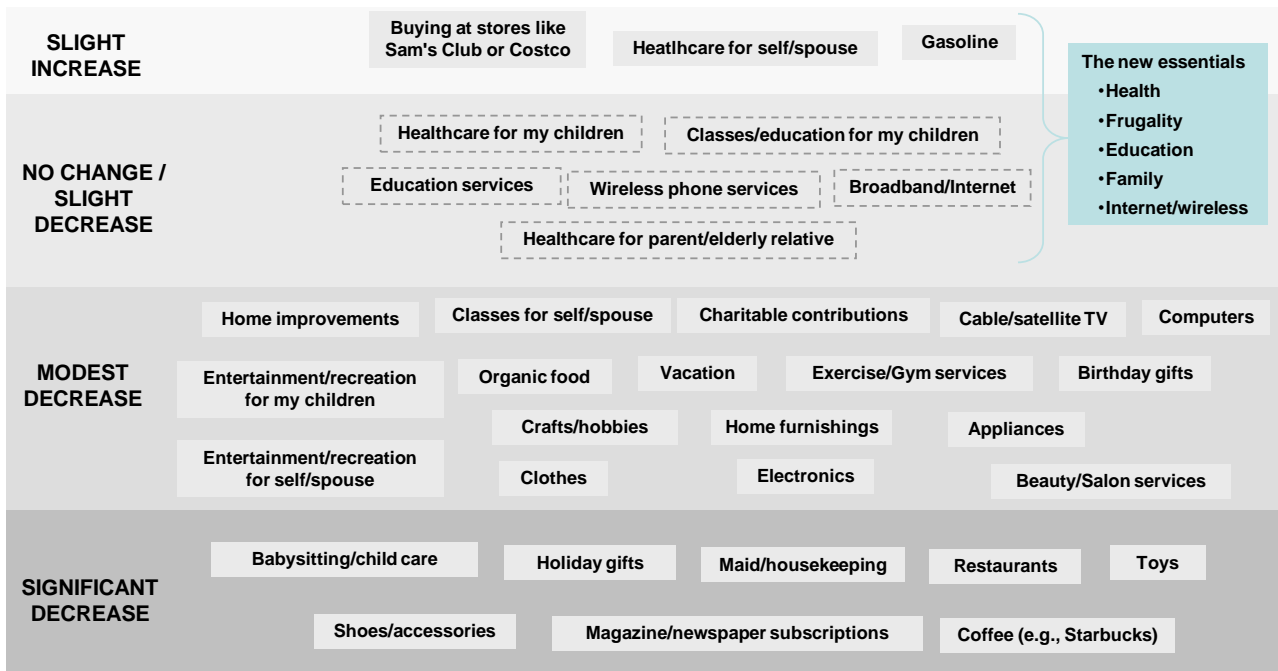 SLIGHT
INCREASE
Buying at stores like
Sam's Club or Costco
Heatlhcare for self/spouse
Gasoline
The new essentials
•Health
•Frugality
•Education
•Family
•Internet/wireless
NO CHANGE /
SLIGHT
DECREASE
Healthcare for my children
Classes/education for my children
Education services
Wireless phone services
Broadband/Internet
Healthcare for parent/elderly relative
MODEST
DECREASE
Home improvements
Classes for self/spouse
Charitable contributions
Cable/satellite TV
Computers
Entertainment/recreation
for my children
Organic food
Vacation
Exercise/Gym services
Birthday gifts
Crafts/hobbies
Home furnishings
Appliances
Entertainment/recreation
for self/spouse
Clothes
Electronics
Beauty/Salon services
SIGNIFICANT
DECREASE
Babysitting/child care
Holiday gifts
Maid/housekeeping
Restaurants
Toys
Shoes/accessories
Magazine/newspaper subscriptions
Coffee (e.g., Starbucks)